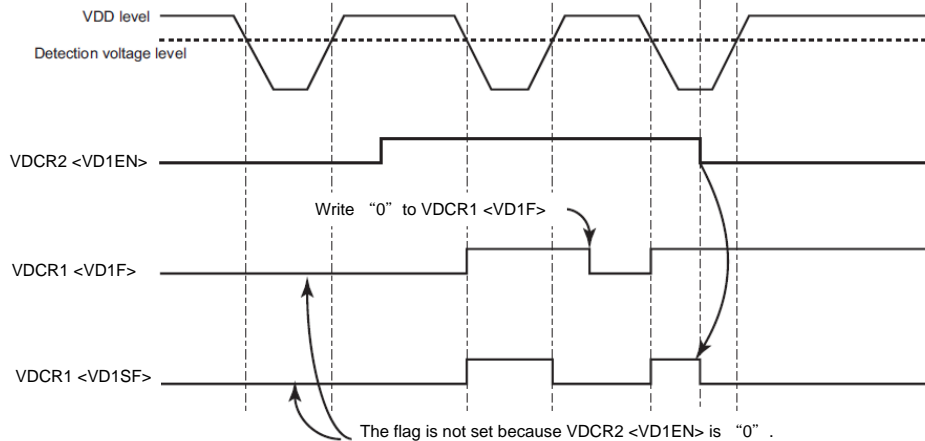 VDD level
Detection voltage level
VDCR2 <VD1EN>
Write “0” to VDCR1 <VD1F>
VDCR1 <VD1F>
VDCR1 <VD1SF>
The flag is not set because VDCR2 <VD1EN> is “0”.